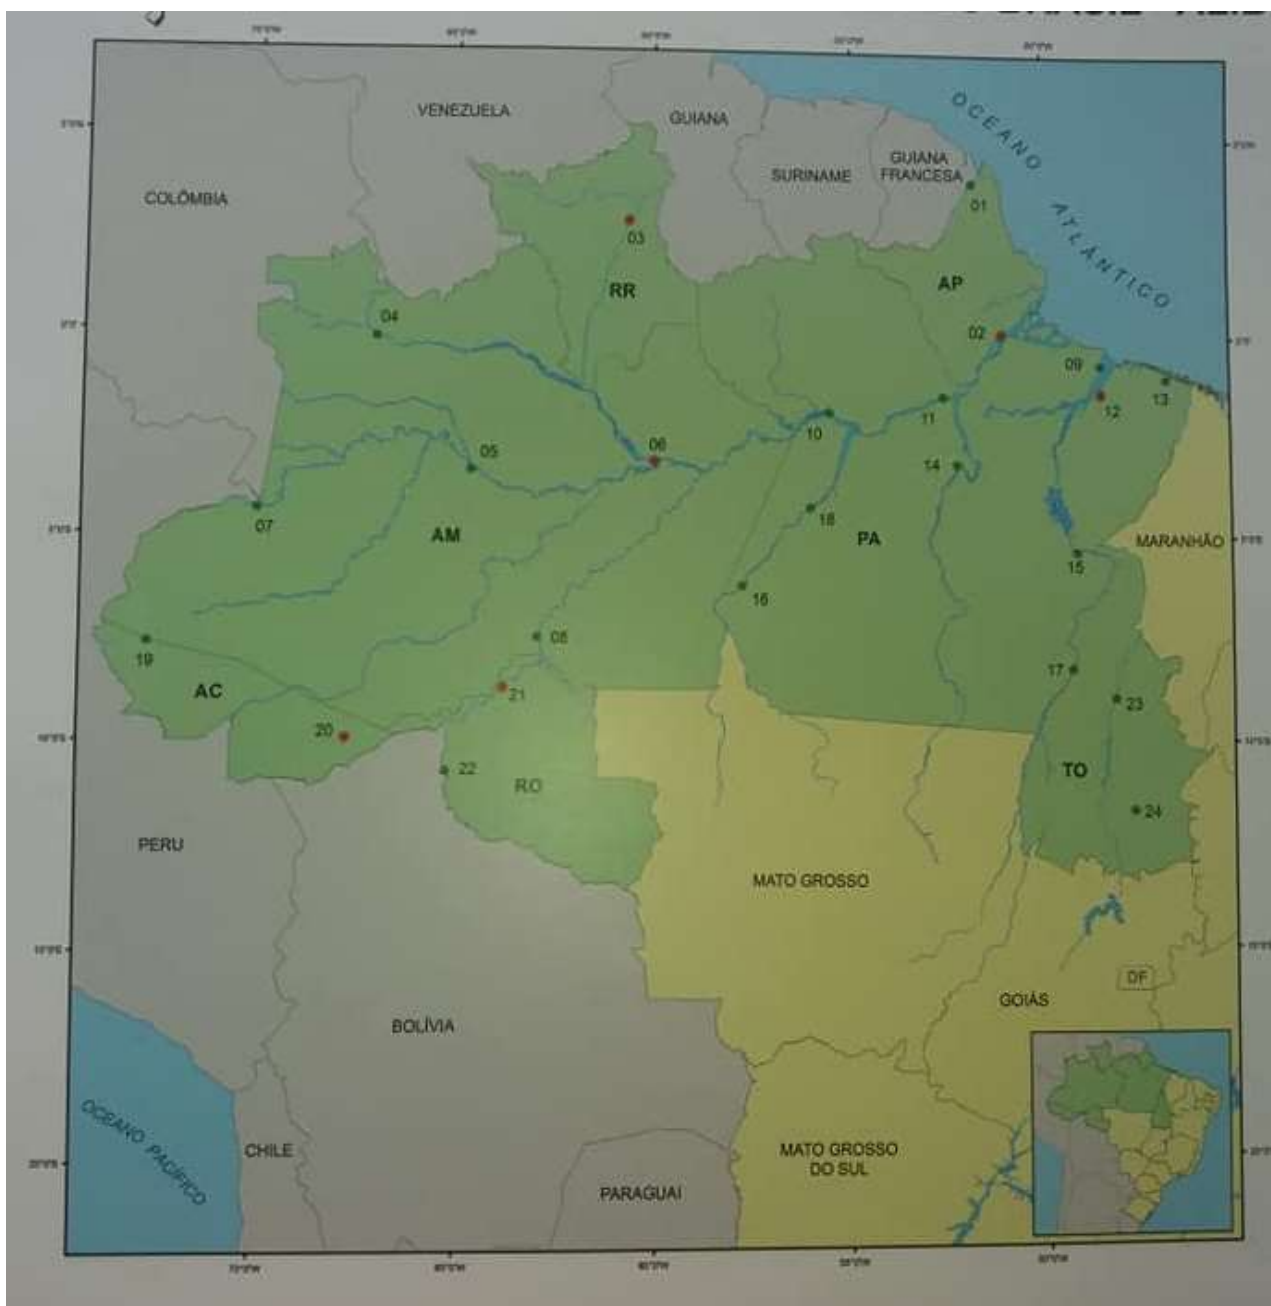 VENEZUELA
GUIANA
SURINAME
GUIANA
FRANCESA
OCEANO
ATLÂNTICO
COLÔMBIA
01
03
RR
AP
04
02
09
13
12
11
10
06
05
14
07
AM
18
PA
MARANHÃO
15
16
08
19
AC
17
21
23
20
22
RO
TO
24
PERU
MATO GROSSO
DF
GOIÁS
BOLÍVIA
OCEANO PACÍFICO
CHILE
MATO GROSSO
DO SUL
PARAGUAI